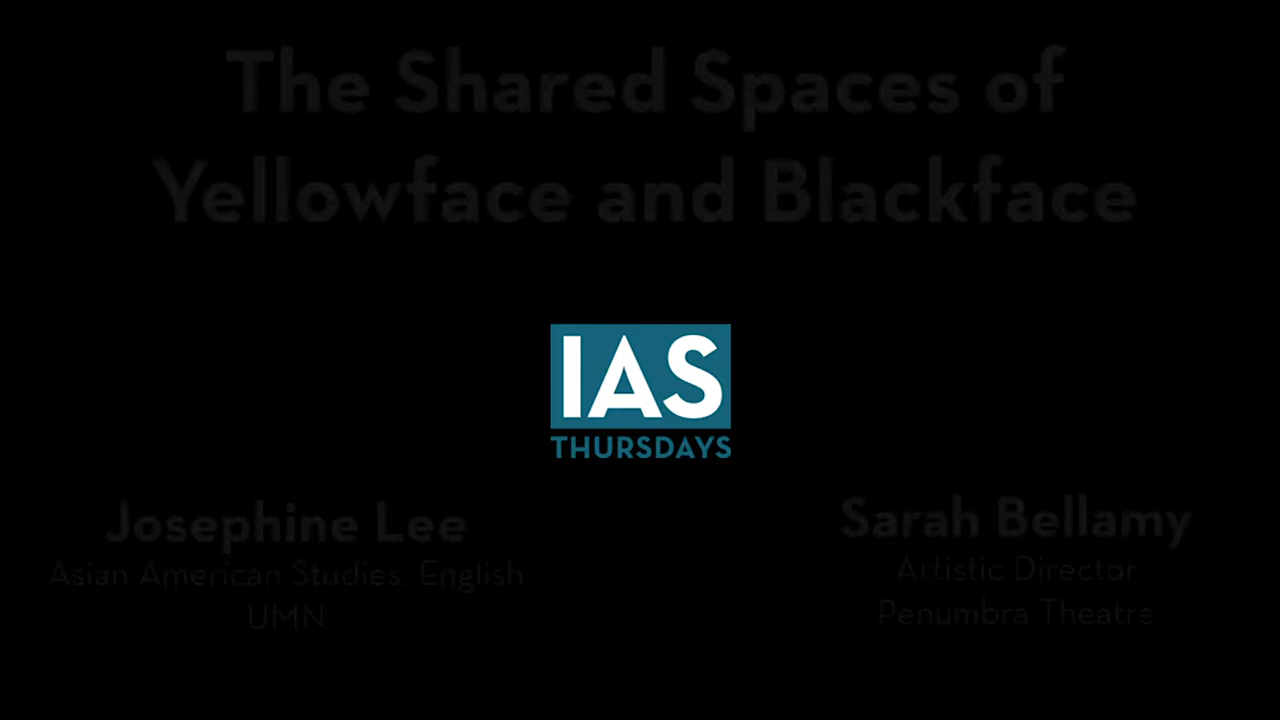 The Shared Spaces of
Yellowface and Blackface
IAS
THURSDAYS
Josephine Lee
Asian American Studies, English
UMN
Sarah Bellamy
Artistic Director
Penumbra Theatre